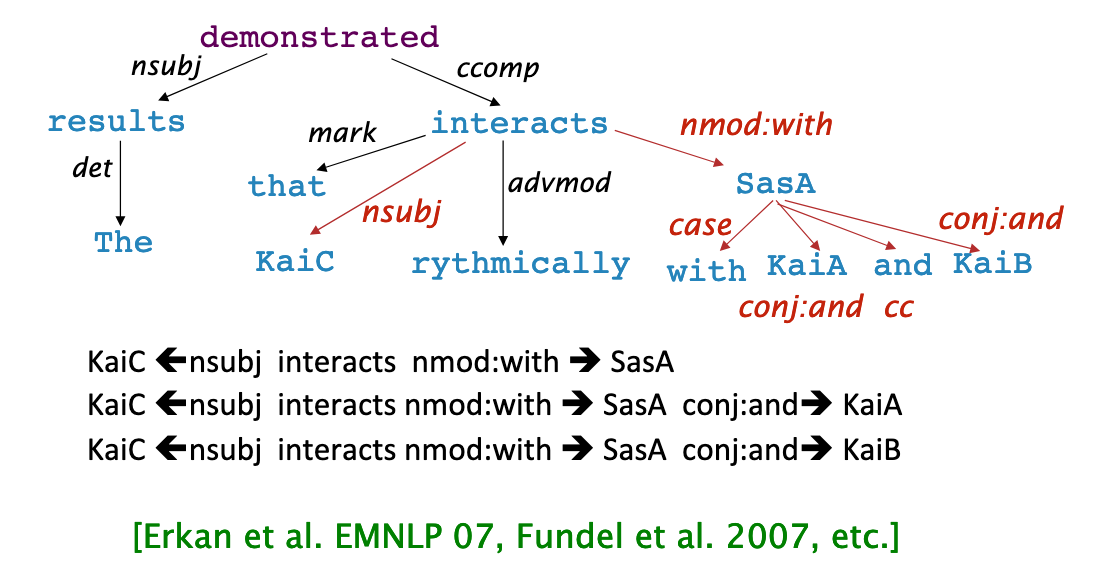 demonstrated
nsubj ccomp
results interacts nmod:with
mark
det that advmod SasA
nsubj case conj:and
The KaiC rythmically with KaiA and KaiB
conj:and cc
KaiC 🡸nsubj interacts nmod:with 🡺 SasA
KaiC 🡸nsubj interacts nmod:with 🡺 SasA conj:and🡺 KaiA
KaiC 🡸nsubj interacts nmod:with 🡺 SasA conj:and🡺 KaiB
[Erkan et al. EMNLP 07, Fundel et al. 2007, etc.]